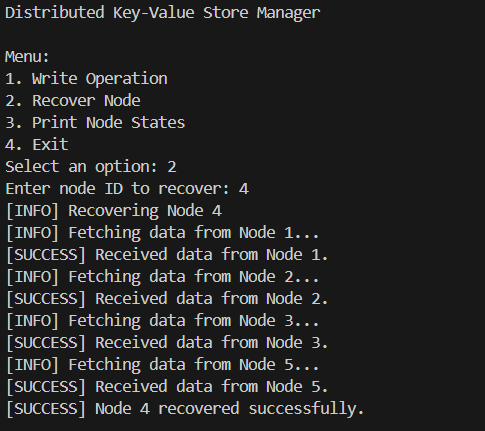 Distributed Key-Value Store Manager
Menu:
1. Write Operation
2. Recover Node
3. Print Node States
4. Exit
Select an option: 2
Enter node ID to recover: 4
[INFO] Recovering Node 4
[INFO] Fetching data from Node 1...
[SUCCESS] Received data from Node 1.
[INFO] Fetching data from Node 2...
[SUCCESS] Received data from Node 2.
[INFO] Fetching data from Node 3...
[SUCCESS] Received data from Node 3.
[INFO] Fetching data from Node 5...
[SUCCESS] Received data from Node 5.
[SUCCESS] Node 4 recovered successfully.